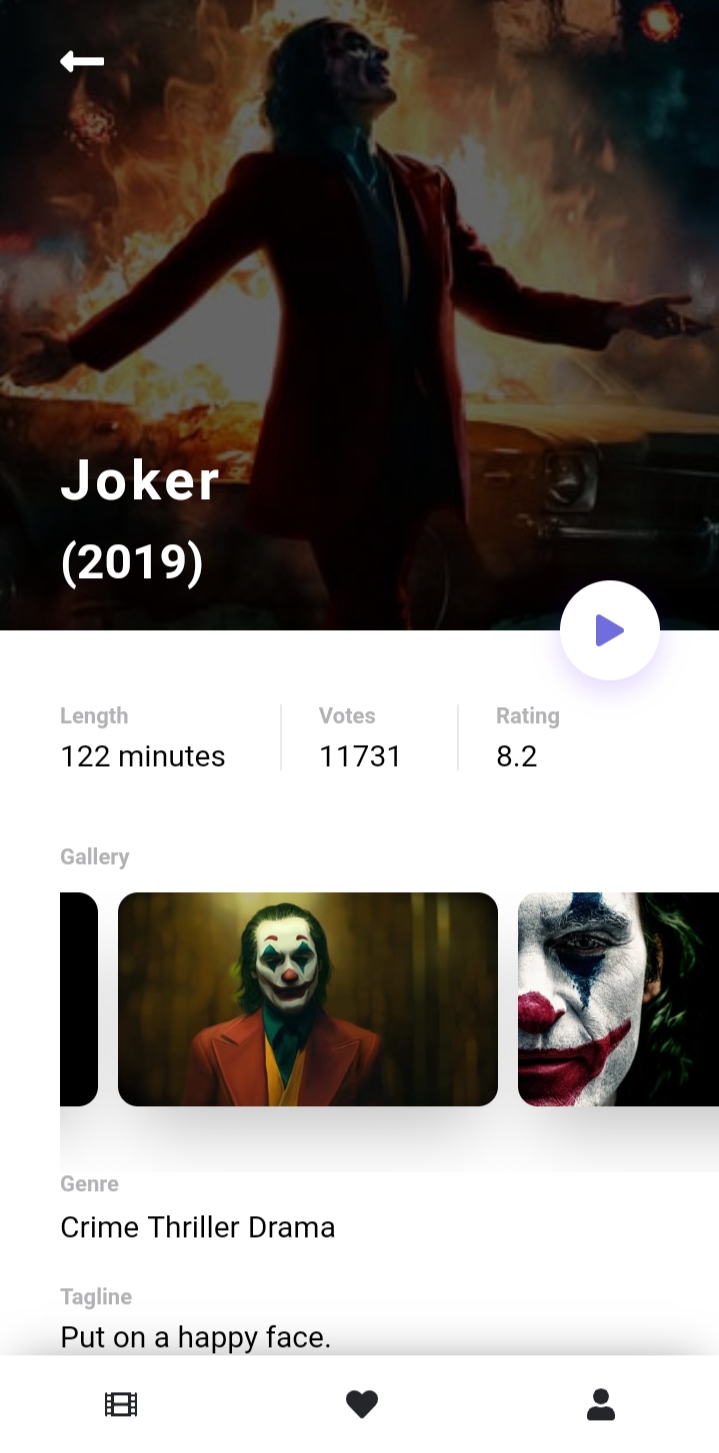 Joker
(2019)
Length
122 minutes
Votes
11731
Rating
8.2
Gallery
Genre
Crime Thriller Drama
Tagline
Put on a happy face.